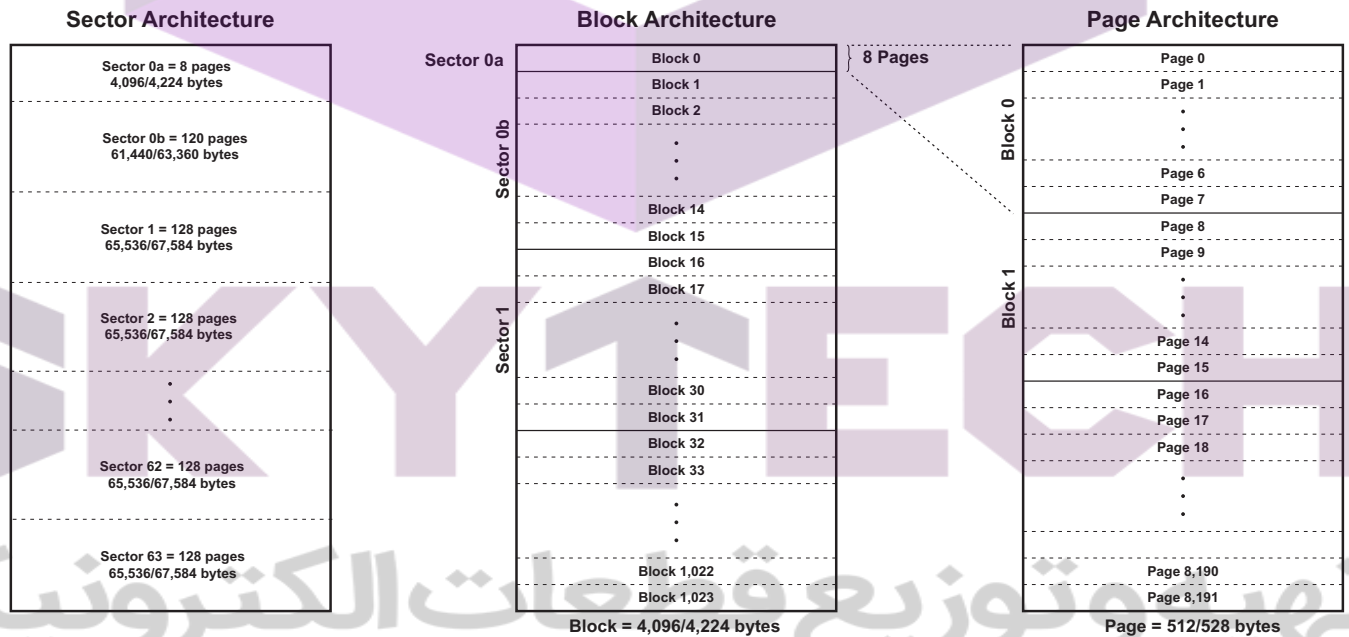 Sector Architecture
Sector 0a = 8 pages
4,096/4,224 bytes
Sector 0b = 120 pages
61,440/63,360 bytes
Sector 1 = 128 pages
65,536/67,584 bytes
Sector 2 = 128 pages
65,536/67,584 bytes
Sector 62 = 128 pages
65,536/67,584 bytes
Sector 63 = 128 pages
65,536/67,584 bytes
Block Architecture
Sector 0a
Sector 0b
Sector 1
Block 0
Block 1
Block 2
Block 14
Block 15
Block 16
Block 17
Block 30
Block 31
Block 32
Block 33
Block 1,022
Block 1,023
Block = 4,096/4,224 bytes
8 Pages
Page Architecture
Block 0
Block 1
Page 0
Page 1
Page 6
Page 7
Page 8
Page 9
Page 14
Page 15
Page 16
Page 17
Page 18
Page 8,190
Page 8,191
Page = 512/528 bytes
SKYTECH
توزیع قطعات